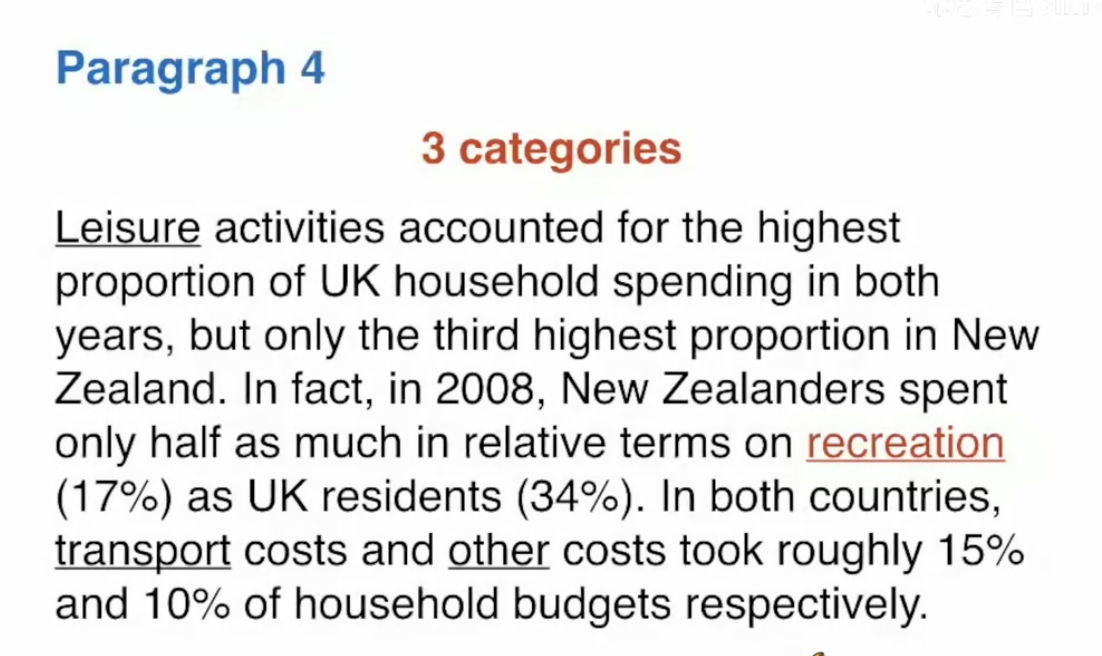 Paragraph 4
3 categories
Leisure activities accounted for the highest
proportion of UK household spending in both
years, but only the third highest proportion in New
Zealand. In fact, in 2008, New Zealanders spent
only half as much in relative terms on recreation
(17%) as UK residents (34%). In both countries,
transport costs and other costs took roughly 15%
and 10% of household budgets respectively.